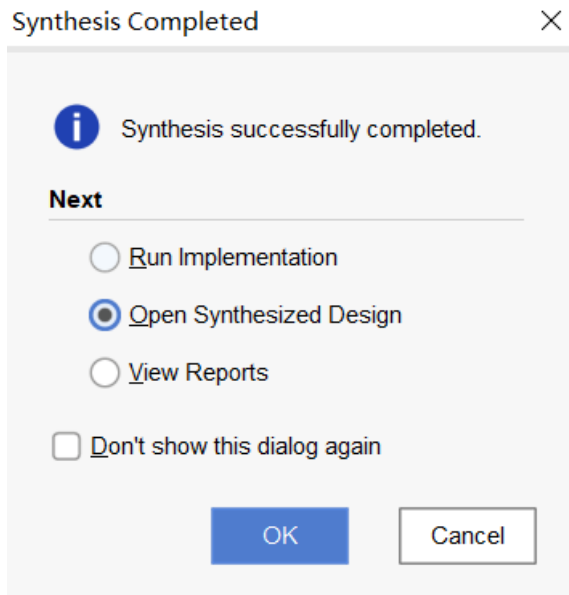 Synthesis Completed
Synthesis successfully completed.
Next
Run Implementation
Open Synthesized Design
View Reports
Don't show this dialog again
OK
Cancel